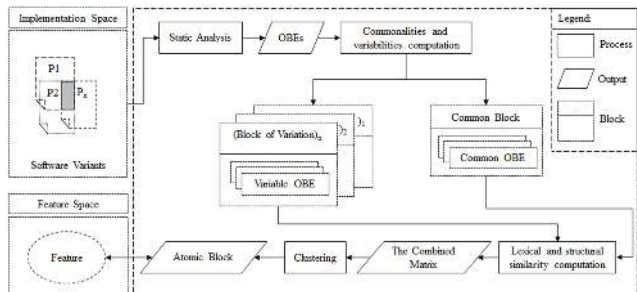 Implementation Space
P1
P2
Pn
Software Variants
Static Analysis
OBEs
Commonalities and
variabilities computation
Legend:
Process
Output
Block
)1
)2
(Block of Variation)n
Variable OBE
Common Block
Common OBE
Feature Space
Feature
Atomic Block
Clustering
The Combined
Matrix
Lexical and structural
similarity computation